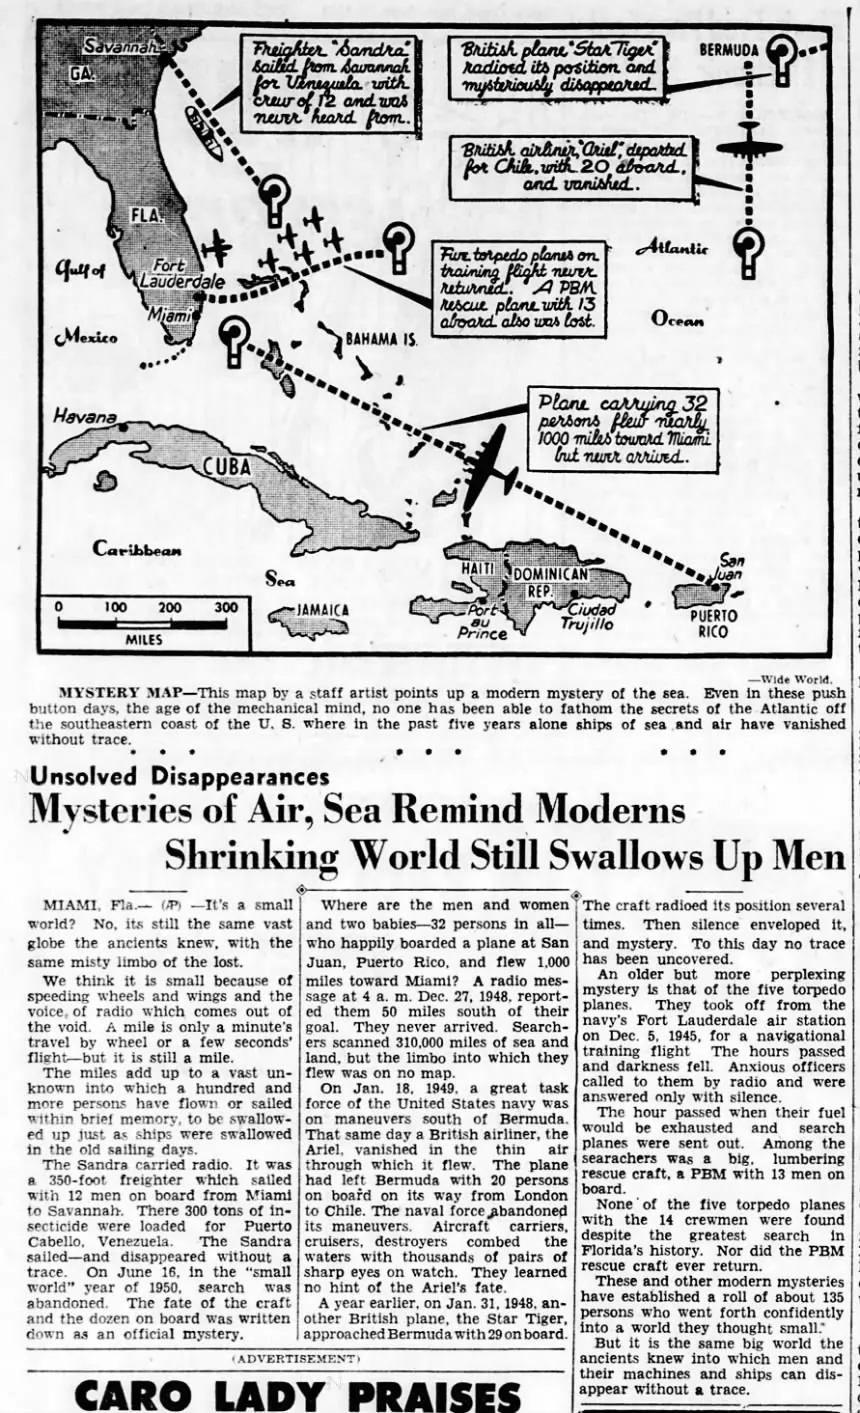 Savannah
GA.
Freighter "Sandra"
sailed from Savannah
for Venezuela with
crew of 12 and was
never heard from.
British plane "Star Tiger"
radioed its position and
mysteriously disappeared.
BERMUDA
British airliner, "Ariel," departed
for Chile, with 20 aboard,
and vanished.
FLA.
Gulf of
Mexico
Fort
Lauderdale
Miami
Five torpedo planes on
training flight never
returned. A PBM
rescue plane with 13
aboard also was lost.
Atlantic
Ocean
BAHAMA IS.
Havana
CUBA
Plane carrying 32
persons flew nearly
1000 miles toward Miami
but never arrived.
Caribbean
Sea
HAITI
DOMINICAN
REP.
San
Juan
JAMAICA
Port
au
Prince
Ciudad
Trujillo
PUERTO
RICO
0 100 200 300
MILES
—Wide World.
MYSTERY MAP—This map by a staff artist points up a modern mystery of the sea. Even in these push
button days, the age of the mechanical mind, no one has been able to fathom the secrets of the Atlantic off
the southeastern coast of the U. S. where in the past five years alone ships of sea and air have vanished
without trace.
Unsolved Disappearances
Mysteries of Air, Sea Remind Moderns
Shrinking World Still Swallows Up Men
MIAMI, Fla.— (AP) —It's a small
world? No, its still the same vast
globe the ancients knew, with the
same misty limbo of the lost.
We think it is small because of
speeding wheels and wings and the
voice of radio which comes out of
the void. A mile is only a minute's
travel by wheel or a few seconds'
flight—but it is still a mile.
The miles add up to a vast un-
known into which a hundred and
more persons have flown or sailed
within brief memory, to be swallow-
ed up just as ships were swallowed
in the old sailing days.
The Sandra carried radio. It was
a 350-foot freighter which sailed
with 12 men on board from Miami
to Savannah. There 300 tons of in-
secticide were loaded for Puerto
Cabello, Venezuela. The Sandra
sailed—and disappeared without a
trace. On June 16, in the "small
world" year of 1950, search was
abandoned. The fate of the craft
and the dozen on board was written
down as an official mystery.
Where are the men and women
and two babies—32 persons in all—
who happily boarded a plane at San
Juan, Puerto Rico, and flew 1,000
miles toward Miami? A radio mes-
sage at 4 a. m. Dec. 27, 1948, report-
ed them 50 miles south of their
goal. They never arrived. Search-
ers scanned 310,000 miles of sea and
land, but the limbo into which they
flew was on no map.
On Jan. 18, 1949, a great task
force of the United States navy was
on maneuvers south of Bermuda.
That same day a British airliner, the
Ariel, vanished in the thin air
through which it flew. The plane
had left Bermuda with 20 persons
on board on its way from London
to Chile. The naval force abandoned
its maneuvers. Aircraft carriers,
cruisers, destroyers combed the
waters with thousands of pairs of
sharp eyes on watch. They learned
no hint of the Ariel's fate.
A year earlier, on Jan. 31, 1948, an-
other British plane, the Star Tiger,
approached Bermuda with 29 on board.
The craft radioed its position several
times. Then silence enveloped it,
and mystery. To this day no trace
has been uncovered.
An older but more perplexing
mystery is that of the five torpedo
planes. They took off from the
navy's Fort Lauderdale air station
on Dec. 5, 1945, for a navigational
training flight The hours passed
and darkness fell. Anxious officers
called to them by radio and were
answered only with silence.
The hour passed when their fuel
would be exhausted and search
planes were sent out. Among the
searachers was a big, lumbering
rescue craft, a PBM with 13 men on
board.
None of the five torpedo planes
with the 14 crewmen were found
despite the greatest search in
Florida's history. Nor did the PBM
rescue craft ever return.
These and other modern mysteries
have established a roll of about 135
persons who went forth confidently
into a world they thought small."
But it is the same big world the
ancients knew into which men and
their machines and ships can dis-
appear without a trace.
(ADVERTISEMENT)
CARO LADY PRAISES